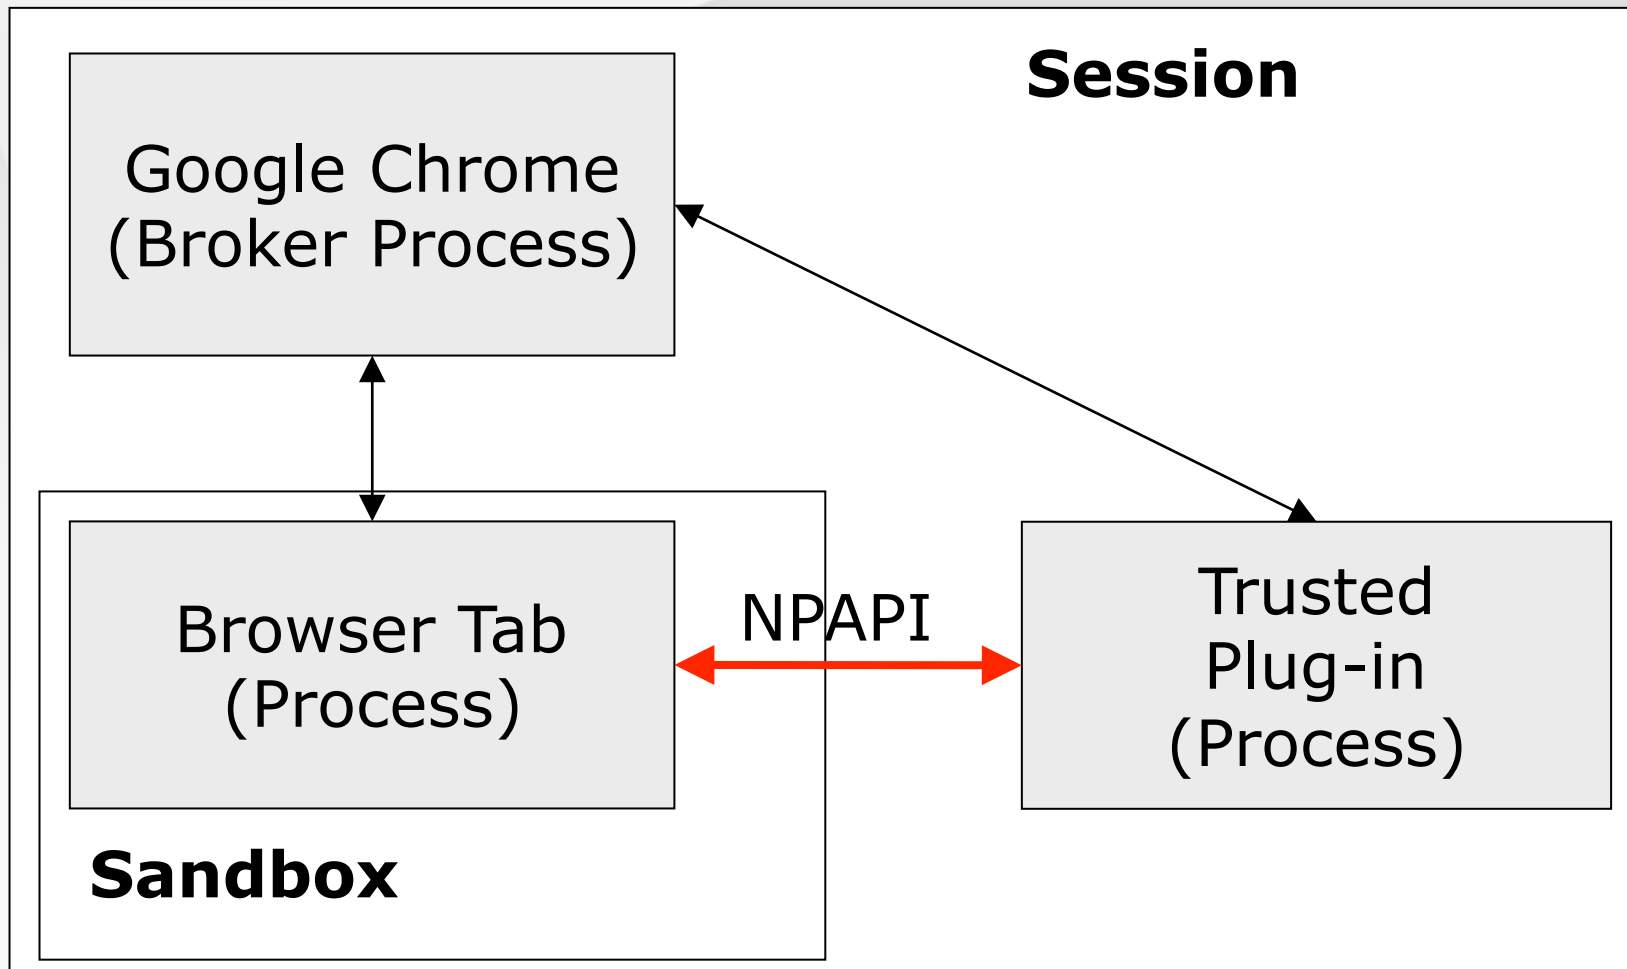 Session
Google Chrome
(Broker Process)
Browser Tab
(Process)
NPAPI
Trusted
Plug-in
(Process)
Sandbox